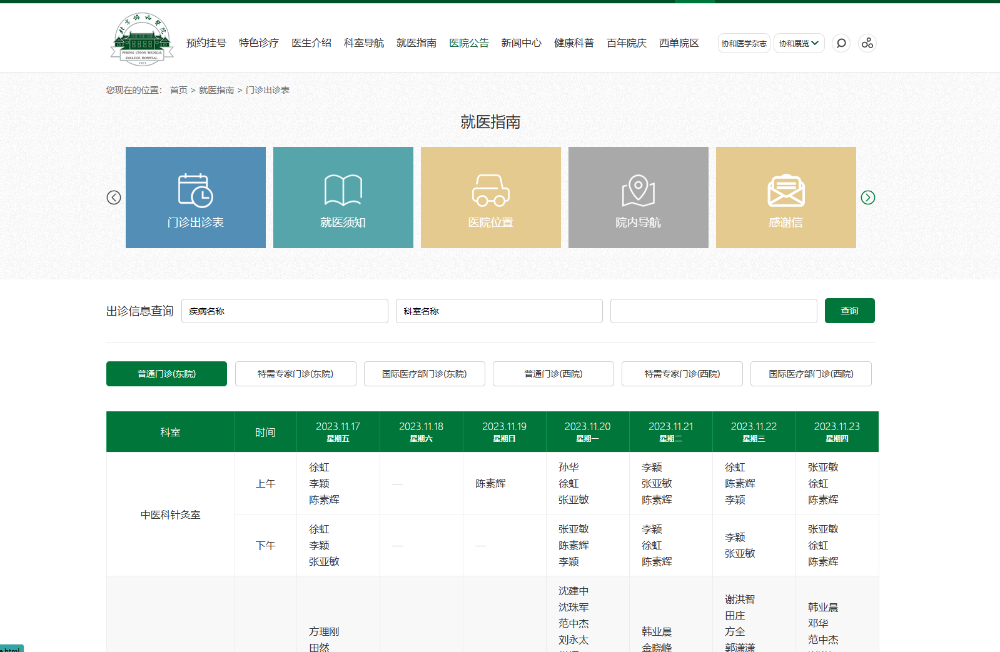 北京协和医院
PEKING UNION MEDICAL
COLLEGE HOSPITAL
1921
预约挂号 特色诊疗 医生介绍 科室导航 就医指南 医院公告 新闻中心 健康科普 百年院庆 西单院区
协和医学杂志 协和展览
您现在的位置： 首页 > 就医指南 > 门诊出诊表
就医指南
门诊出诊表 就医须知 医院位置 院内导航 感谢信
出诊信息查询 疾病名称 科室名称 查询
普通门诊(东院) 特需专家门诊(东院) 国际医疗部门诊(东院) 普通门诊(西院) 特需专家门诊(西院) 国际医疗部门诊(西院)
科室 时间 2023.11.17 2023.11.18 2023.11.19 2023.11.20 2023.11.21 2023.11.22 2023.11.23
星期五 星期六 星期日 星期一 星期二 星期三 星期四
中医科针灸室
上午
徐虹
李颖
陈素辉
—
陈素辉
孙华
徐虹
张亚敏
李颖
张亚敏
陈素辉
徐虹
陈素辉
李颖
张亚敏
徐虹
陈素辉
下午
徐虹
李颖
张亚敏
—
—
张亚敏
陈素辉
李颖
李颖
徐虹
陈素辉
李颖
张亚敏
张亚敏
徐虹
陈素辉
方理刚
田然
沈建中
沈珠军
范中杰
刘永太
韩业晨
金晓峰
谢洪智
田庄
方全
郭潇潇
韩业晨
邓华
范中杰